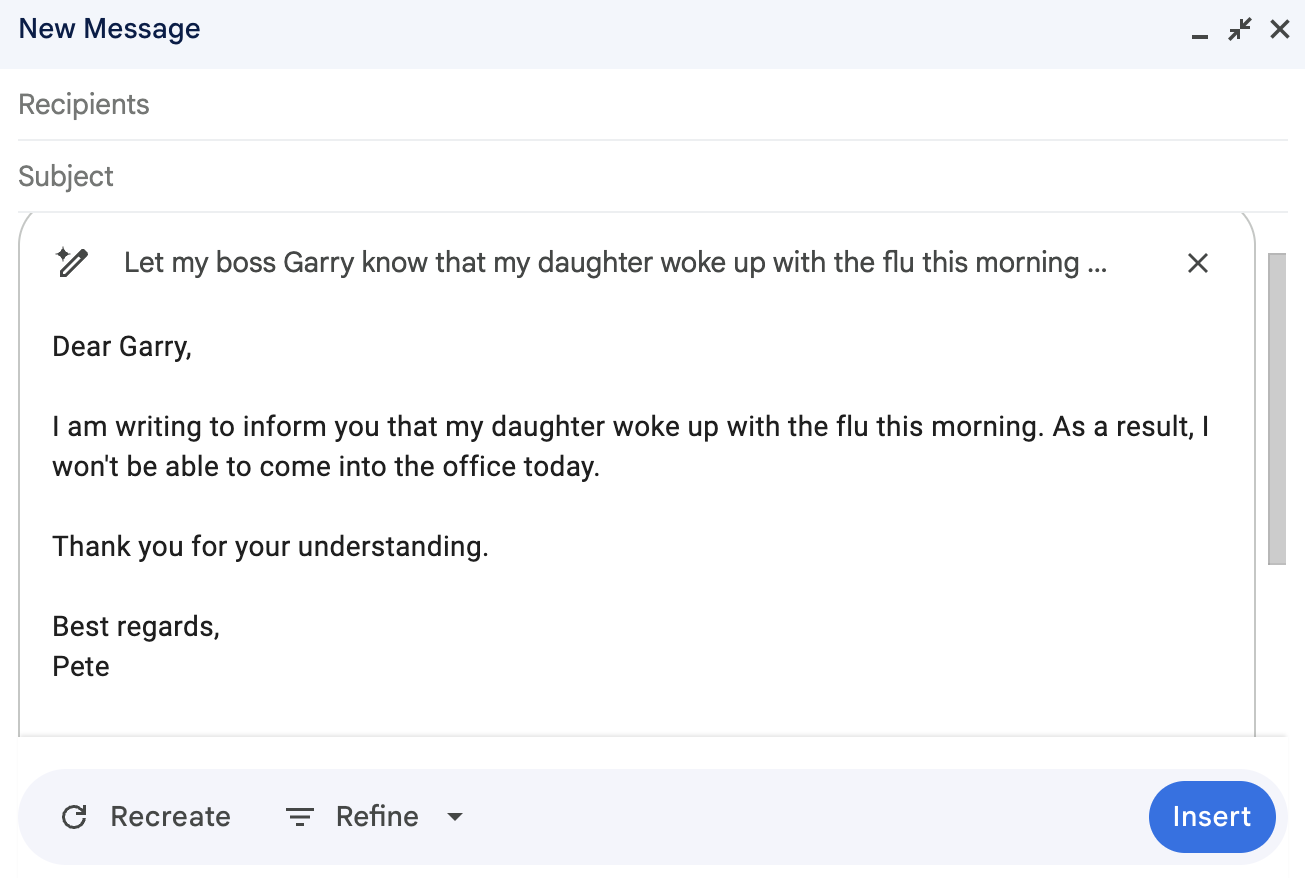 New Message
Recipients
Subject
Let my boss Garry know that my daughter woke up with the flu this morning ...
Dear Garry,
I am writing to inform you that my daughter woke up with the flu this morning. As a result, I
won't be able to come into the office today.
Thank you for your understanding.
Best regards,
Pete
Recreate
Refine
Insert